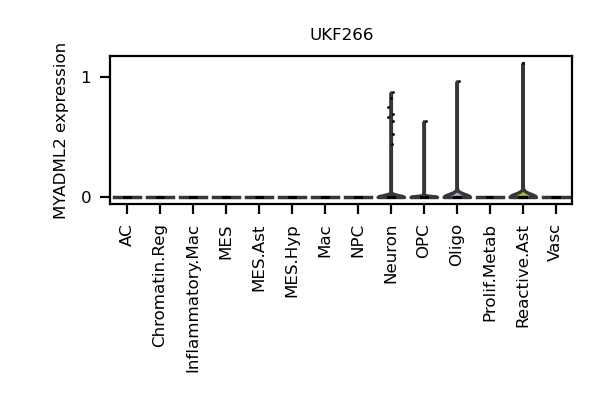 UKF266
MYADML2 expression
1
0
AC
Chromatin.Reg
Inflammatory.Mac
MES
MES.Ast
MES.Hyp
Mac
NPC
Neuron
OPC
Oligo
Prolif.Metab
Reactive.Ast
Vasc